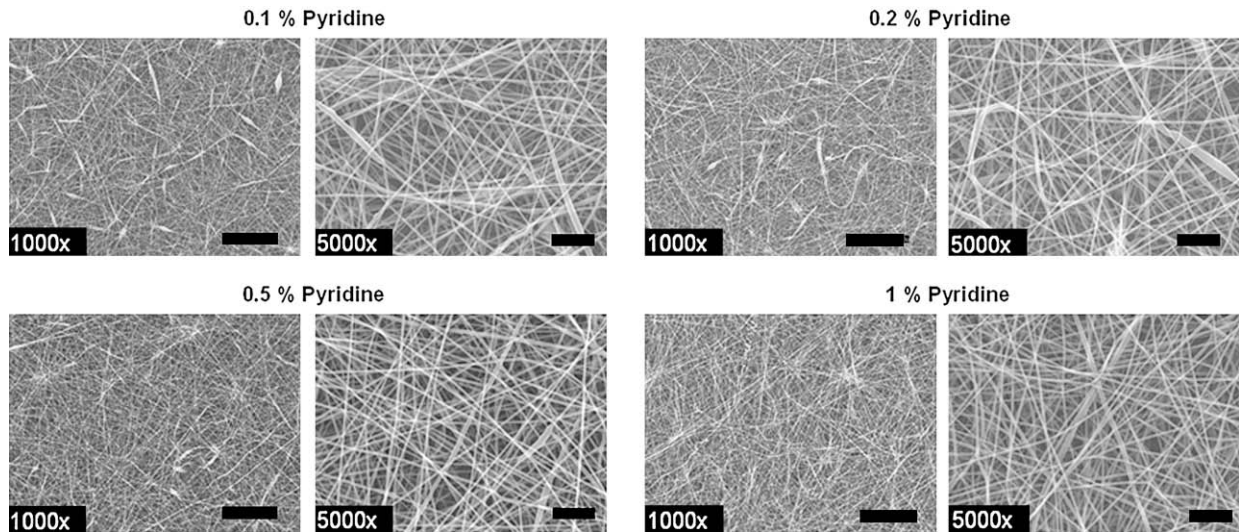 0.1 % Pyridine
0.2 % Pyridine
1000x
5000x
1000x
5000x
0.5 % Pyridine
1 % Pyridine
1000x
5000x
1000x
5000x